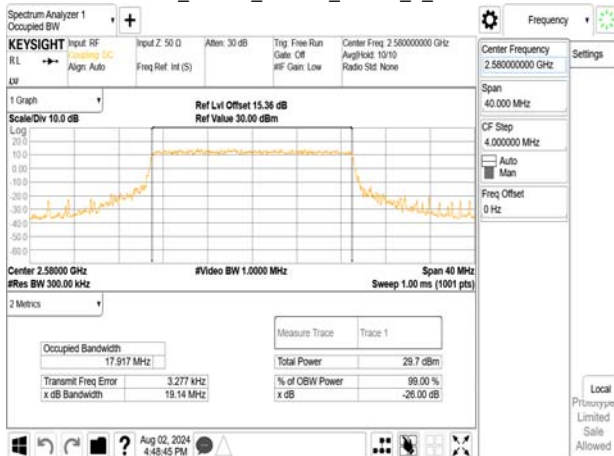 Spectrum Analyzer 1
Occupied BW
Frequency
KEYSIGHT
RL
Input: RF
Coupling: DC
Align: Auto
Input Z: 50 Ω
Freq Ref: Int (S)
Atten: 30 dB
Trig: Free Run
Gate: Off
#IF Gain: Low
Center Freq: 2.580000000 GHz
Avg|Hold: 10/10
Radio Std: None
1 Graph
Scale/Div 10.0 dB
Ref Lvl Offset 15.36 dB
Ref Value 30.00 dBm
Log
20.0
10.0
0.00
-10.0
-20.0
-30.0
-40.0
-50.0
-60.0
Center 2.58000 GHz
#Res BW 300.00 kHz
#Video BW 1.0000 MHz
Span 40 MHz
Sweep 1.00 ms (1001 pts)
2 Metrics
Measure Trace Trace 1
Occupied Bandwidth
17.917 MHz
Total Power 29.7 dBm
Transmit Freq Error 3.277 kHz
% of OBW Power 99.00 %
x dB Bandwidth 19.14 MHz
x dB -26.00 dB
Aug 02, 2024
4:48:45 PM
Center Frequency
2.580000000 GHz
Settings
Span
40.000 MHz
CF Step
4.000000 MHz
Auto
Man
Freq Offset
0 Hz
Local
Prototype
Limited
Sale
Allowed